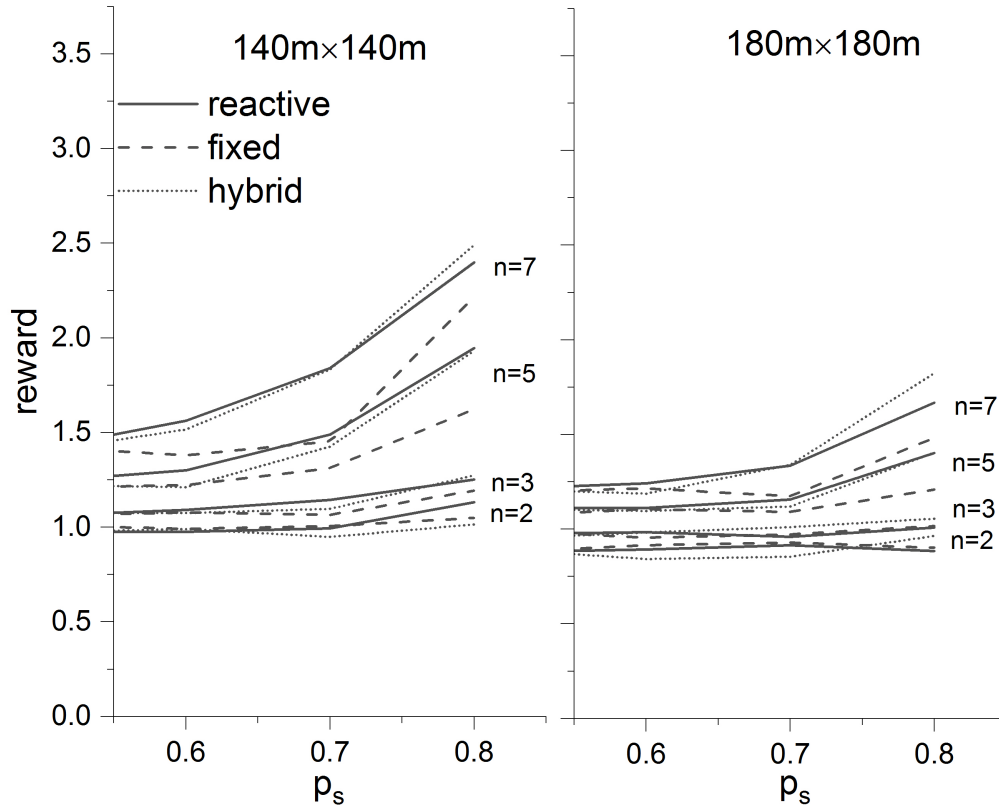 140m×140m
reactive
fixed
hybrid
reward
3.5
3.0
2.5
2.0
1.5
1.0
0.5
0.0
n=7
n=5
n=3
n=2
0.6 0.7 0.8
pₛ
180m×180m
n=7
n=5
n=3
n=2
0.6 0.7 0.8
pₛ